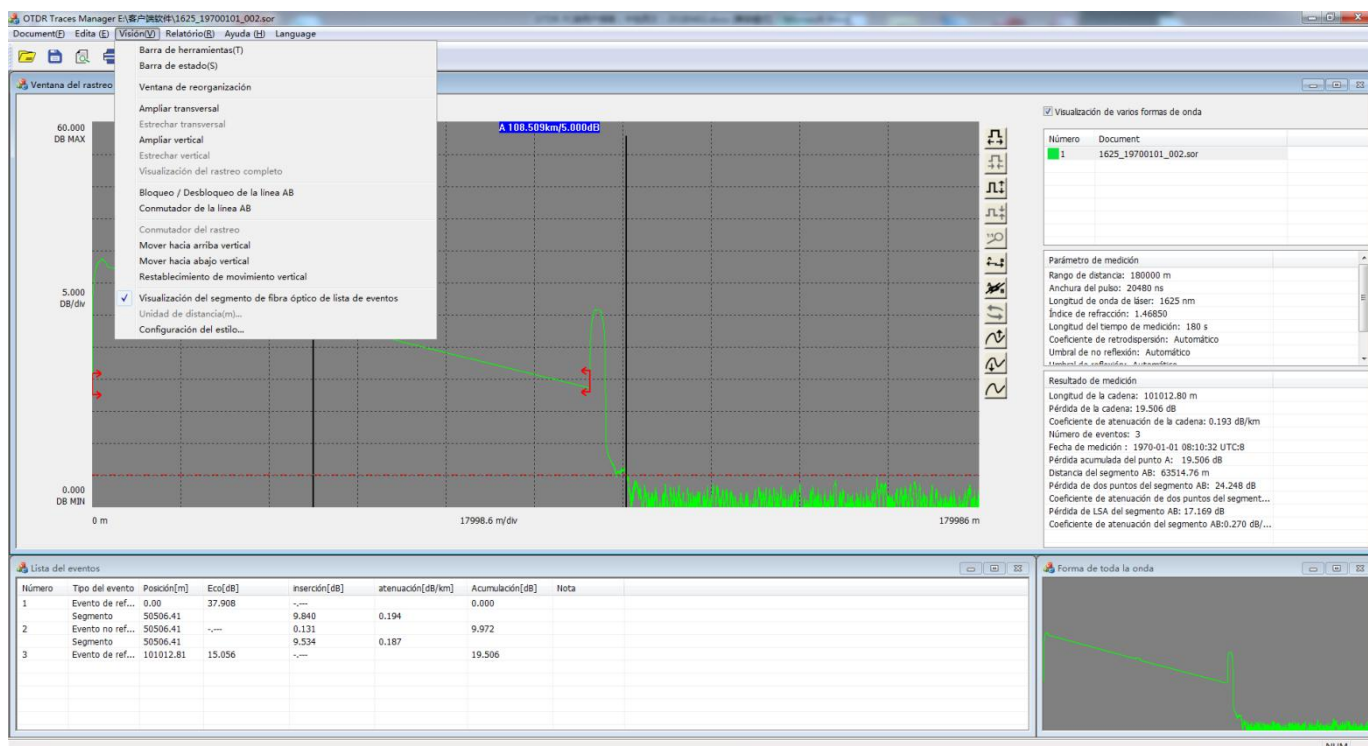 OTDR Traces Manager E:\客户端软件\1625_19700101_002.sor
Document(F) Edita (E) Visión(V) Relatório(R) Ayuda (H) Language
Barra de herramientas(T)
Barra de estado(S)
Ventana de reorganización
Ampliar transversal
Estrechar transversal
Ampliar vertical
Estrechar vertical
Visualización del rastreo completo
Bloqueo / Desbloqueo de la linea AB
Conmutador de la linea AB
Conmutador del rastreo
Mover hacia arriba vertical
Mover hacia abajo vertical
Restablecimiento de movimiento vertical
Visualización del segmento de fibra óptico de lista de eventos
Unidad de distancia(m)...
Configuración del estilo...
Ventana del rastreo
60.000
DB MAX
A 108.509km/5.000dB
5.000
DB/div
0.000
DB MIN
0 m
17998.6 m/div
179986 m
Visualización de varios formas de onda
Número Document
1 1625_19700101_002.sor
Parámetro de medición
Rango de distancia: 180000 m
Anchura del pulso: 20480 ns
Longitud de onda de láser: 1625 nm
Índice de refracción: 1.46850
Longitud del tiempo de medición: 180 s
Coeficiente de retrodispersión: Automático
Umbral de no reflexión: Automático
Umbral de reflexión: Automático
Resultado de medición
Longtud de la cadena: 101012.80 m
Pérdida de la cadena: 19.506 dB
Coeficiente de atenuación de la cadena: 0.193 dB/km
Número de eventos: 3
Fecha de medición : 1970-01-01 08:10:32 UTC:8
Pérdida acumulada del punto A: 19.506 dB
Distancia del segmento AB: 63514.76 m
Pérdida de dos puntos del segmento AB: 24.248 dB
Coeficiente de atenuación de dos puntos del segment...
Pérdida de LSA del segmento AB: 17.169 dB
Coeficiente de atenuación del segmento AB:0.270 dB/...
Lista del eventos
Número Tipo del evento Posición[m] Eco[dB] inserción[dB] atenuación[dB/km] Acumulación[dB] Nota
1 Evento de ref... 0.00 37.908 -.--- 0.000
Segmento 50506.41 9.840 0.194
2 Evento no ref... 50506.41 -.--- 0.131 9.972
Segmento 50506.41 9.534 0.187
3 Evento de ref... 101012.81 15.056 -.--- 19.506
Forma de toda la onda
NUM